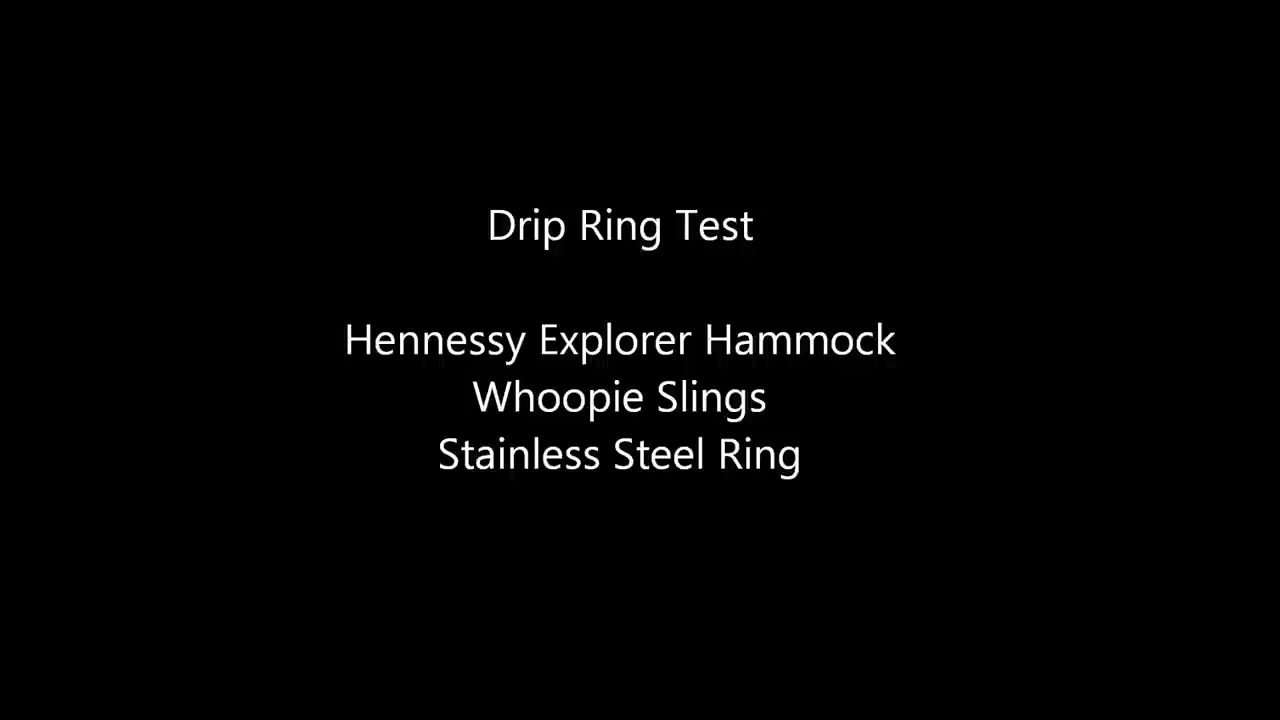 Drip Ring Test
Hennessy Explorer Hammock
Whoopie Slings
Stainless Steel Ring